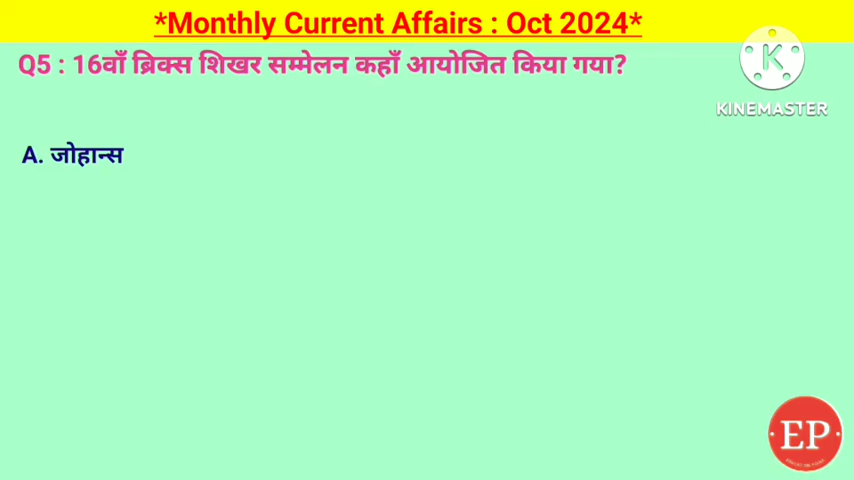 *Monthly Current Affairs : Oct 2024*
Q5 : 16वाँ ब्रिक्स शिखर सम्मेलन कहाँ आयोजित किया गया?
KINEMASTER
A. जोहान्स
EP